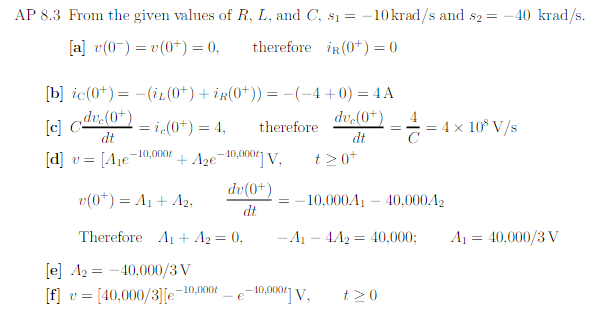 AP 8.3 From the given values of R, L, and C, s₁ = −10 krad/s and s₂ = −40 krad/s.
[a] v(0⁻) = v(0⁺) = 0, therefore i_R(0⁺) = 0
[b] i_C(0⁺) = −(i_L(0⁺) + i_R(0⁺)) = −(−4 + 0) = 4 A
[c] C dv_c(0⁺)/dt = i_c(0⁺) = 4, therefore dv_c(0⁺)/dt = 4/C = 4 × 10⁸ V/s
[d] v = [A₁e^−10,000t + A₂e^−40,000t] V, t ≥ 0⁺
v(0⁺) = A₁ + A₂, dv(0⁺)/dt = −10,000A₁ − 40,000A₂
Therefore A₁ + A₂ = 0, −A₁ − 4A₂ = 40,000; A₁ = 40,000/3 V
[e] A₂ = −40,000/3 V
[f] v = [40,000/3][e^−10,000t − e^−40,000t] V, t ≥ 0